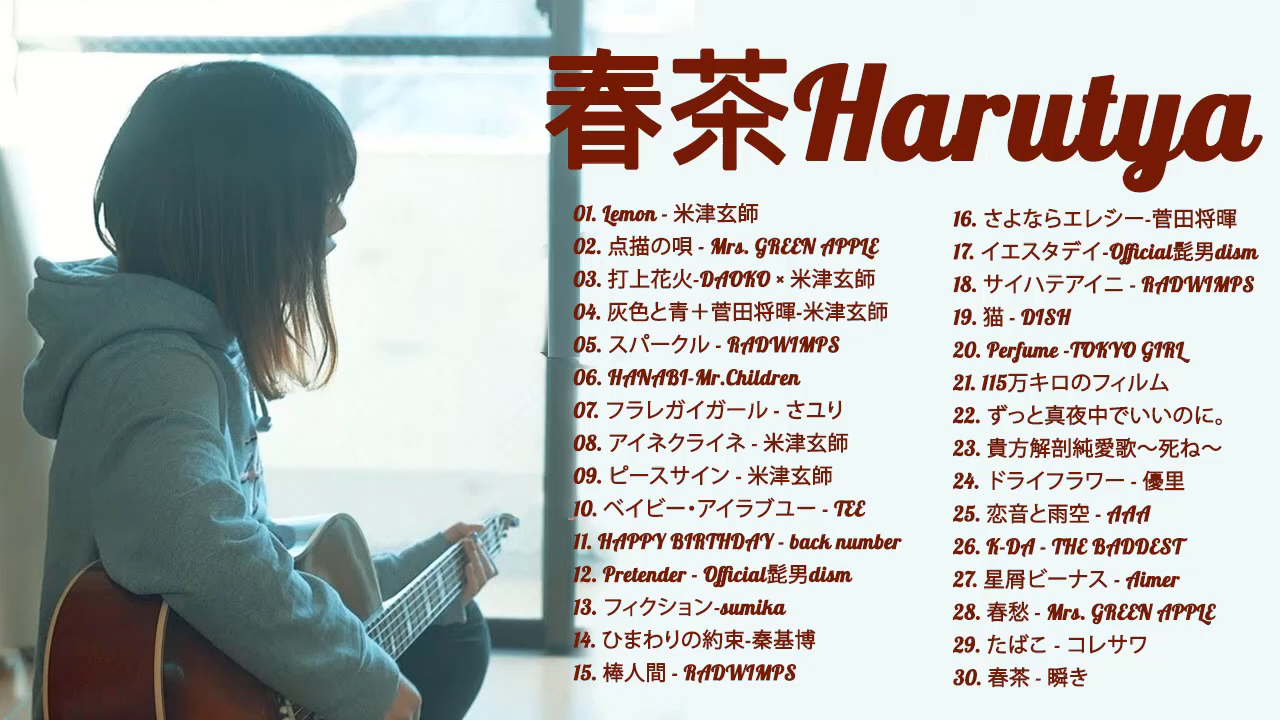 春茶Harutya
01. Lemon - 米津玄師
02. 点描の唄 - Mrs. GREEN APPLE
03. 打上花火-DAOKO × 米津玄師
04. 灰色と青＋菅田将暉-米津玄師
05. スパークル - RADWIMPS
06. HANABI-Mr.Children
07. フラレガイガール - さユり
08. アイネクライネ - 米津玄師
09. ピースサイン - 米津玄師
10. ベイビー・アイラブユー - TEE
11. HAPPY BIRTHDAY - back number
12. Pretender - Official髭男dism
13. フィクション-sumika
14. ひまわりの約束-秦基博
15. 棒人間 - RADWIMPS
16. さよならエレジー-菅田将暉
17. イエスタデイ-Official髭男dism
18. サイハテアイニ - RADWIMPS
19. 猫 - DISH
20. Perfume -TOKYO GIRL
21. 115万キロのフィルム
22. ずっと真夜中でいいのに。
23. 貴方解剖純愛歌〜死ね〜
24. ドライフラワー - 優里
25. 恋音と雨空 - AAA
26. K-DA - THE BADDEST
27. 星屑ビーナス - Aimer
28. 春愁 - Mrs. GREEN APPLE
29. たばこ - コレサワ
30. 春茶 - 瞬き